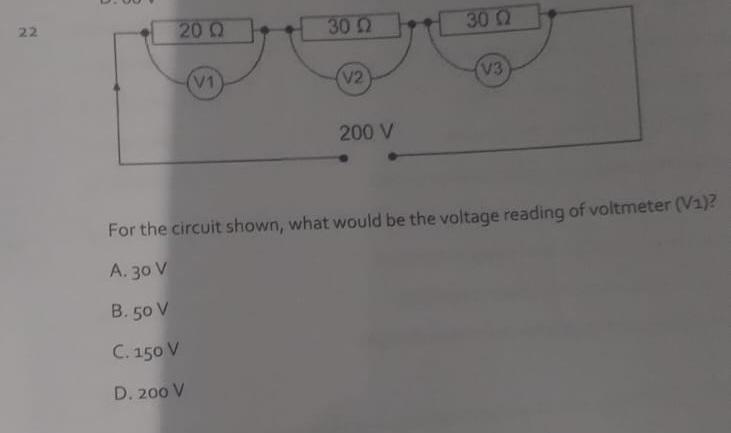 22
20 Ω
30 Ω
30 Ω
V1
V2
V3
200 V
For the circuit shown, what would be the voltage reading of voltmeter (V1)?
A. 30 V
B. 50 V
C. 150 V
D. 200 V